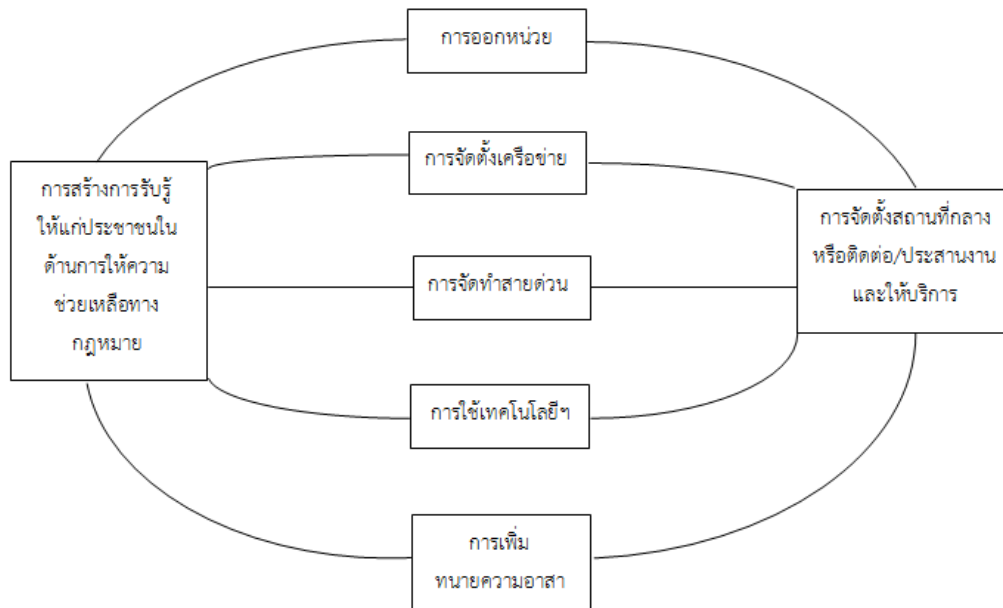 การออกหน่วย
การจัดตั้งเครือข่าย
การสร้างการรับรู้
ให้แก่ประชาชนใน
ด้านการให้ความ
ช่วยเหลือทาง
กฎหมาย
การจัดตั้งสถานที่กลาง
หรือติดต่อ/ประสานงาน
และให้บริการ
การจัดทำสายด่วน
การใช้เทคโนโลยีฯ
การเพิ่ม
ทนายความอาสา